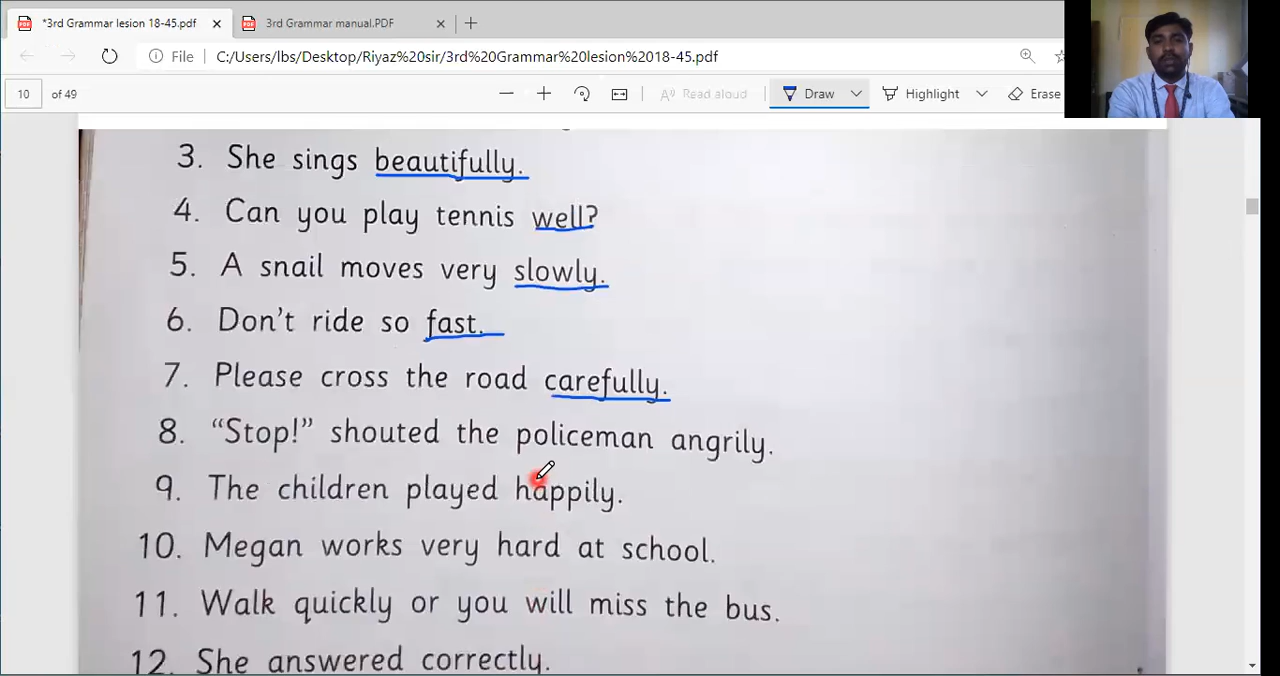 *3rd Grammar lesion 18-45.pdf
3rd Grammar manual.PDF
File
C:/Users/lbs/Desktop/Riyaz%20sir/3rd%20Grammar%20lesion%2018-45.pdf
10 of 49
Read aloud
Draw
Highlight
Erase
3. She sings beautifully.
4. Can you play tennis well?
5. A snail moves very slowly.
6. Don't ride so fast.
7. Please cross the road carefully.
8. "Stop!" shouted the policeman angrily.
9. The children played happily.
10. Megan works very hard at school.
11. Walk quickly or you will miss the bus.
12. She answered correctly.